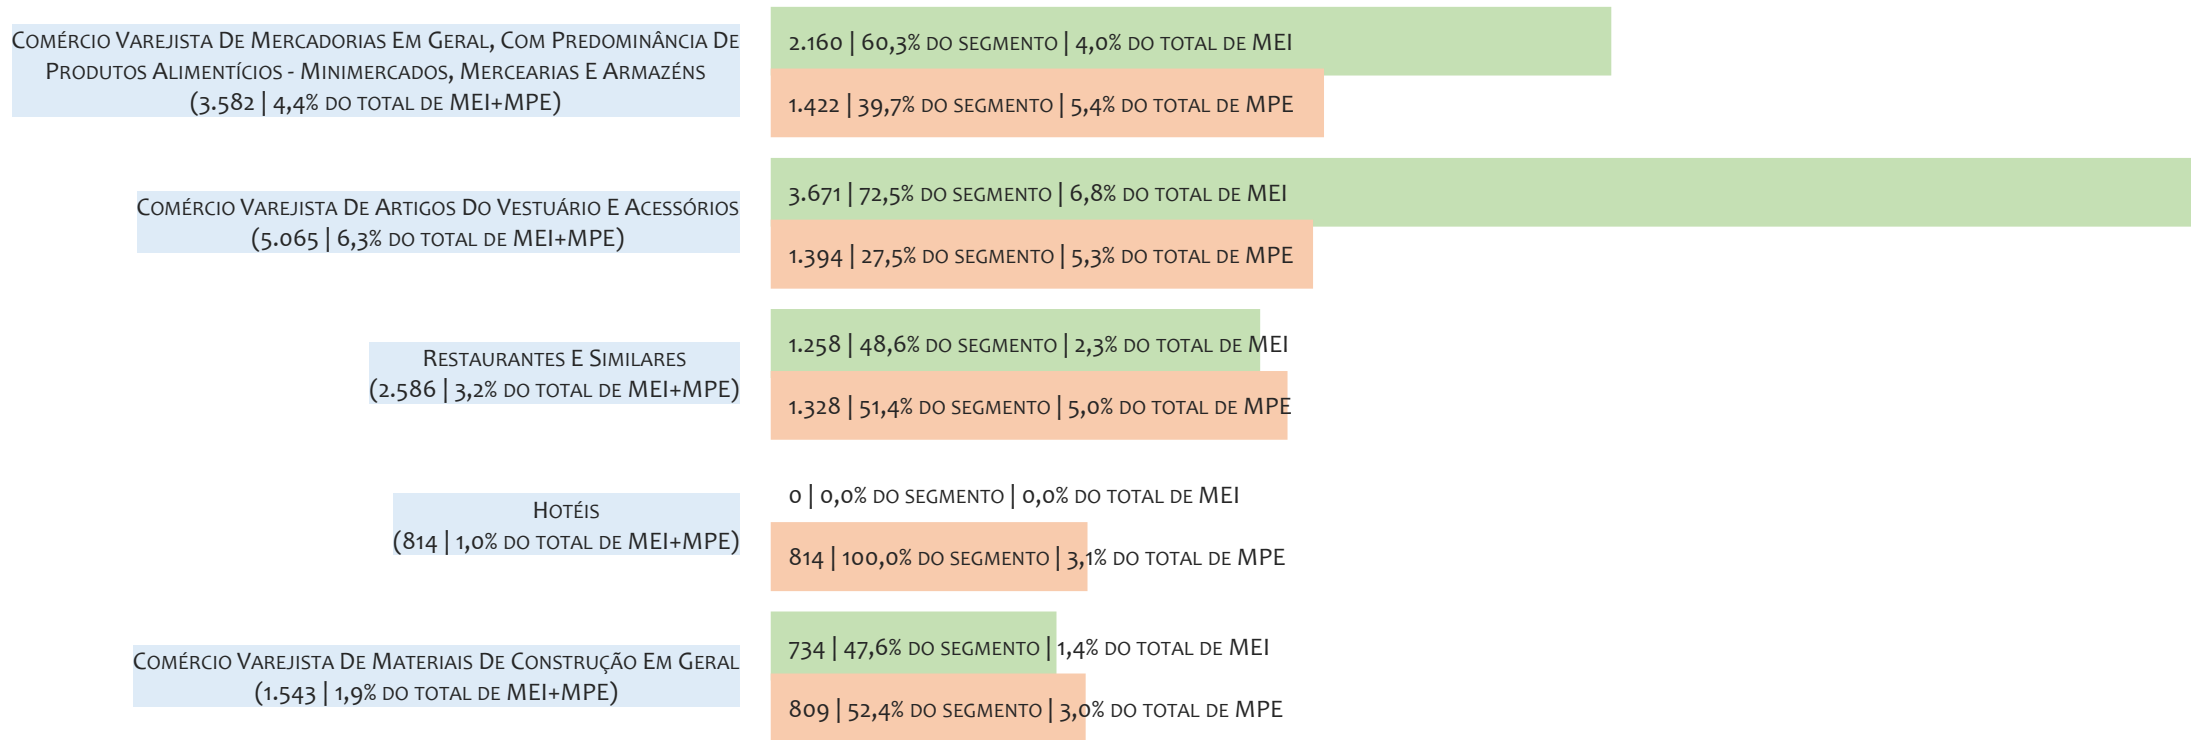 Comércio Varejista De Mercadorias Em Geral, Com Predominância De
Produtos Alimentícios - Minimercados, Mercearias E Armazéns
(3.582 | 4,4% do total de MEI+MPE)
2.160 | 60,3% do segmento | 4,0% do total de MEI
1.422 | 39,7% do segmento | 5,4% do total de MPE
Comércio Varejista De Artigos Do Vestuário E Acessórios
(5.065 | 6,3% do total de MEI+MPE)
3.671 | 72,5% do segmento | 6,8% do total de MEI
1.394 | 27,5% do segmento | 5,3% do total de MPE
Restaurantes E Similares
(2.586 | 3,2% do total de MEI+MPE)
1.258 | 48,6% do segmento | 2,3% do total de MEI
1.328 | 51,4% do segmento | 5,0% do total de MPE
Hotéis
(814 | 1,0% do total de MEI+MPE)
0 | 0,0% do segmento | 0,0% do total de MEI
814 | 100,0% do segmento | 3,1% do total de MPE
Comércio Varejista De Materiais De Construção Em Geral
(1.543 | 1,9% do total de MEI+MPE)
734 | 47,6% do segmento | 1,4% do total de MEI
809 | 52,4% do segmento | 3,0% do total de MPE